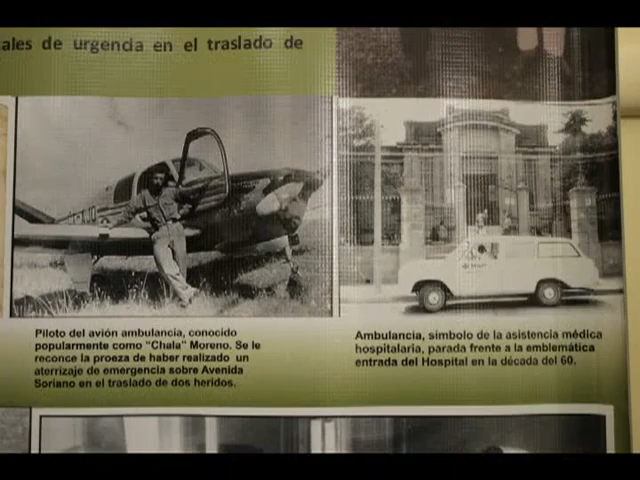 ales de urgencia en el traslado de
Piloto del avión ambulancia, conocido
popularmente como "Chala" Moreno. Se le
reconce la proeza de haber realizado un
aterrizaje de emergencia sobre Avenida
Soriano en el traslado de dos heridos.
Ambulancia, símbolo de la asistencia médica
hospitalaria, parada frente a la emblemática
entrada del Hospital en la década del 60.